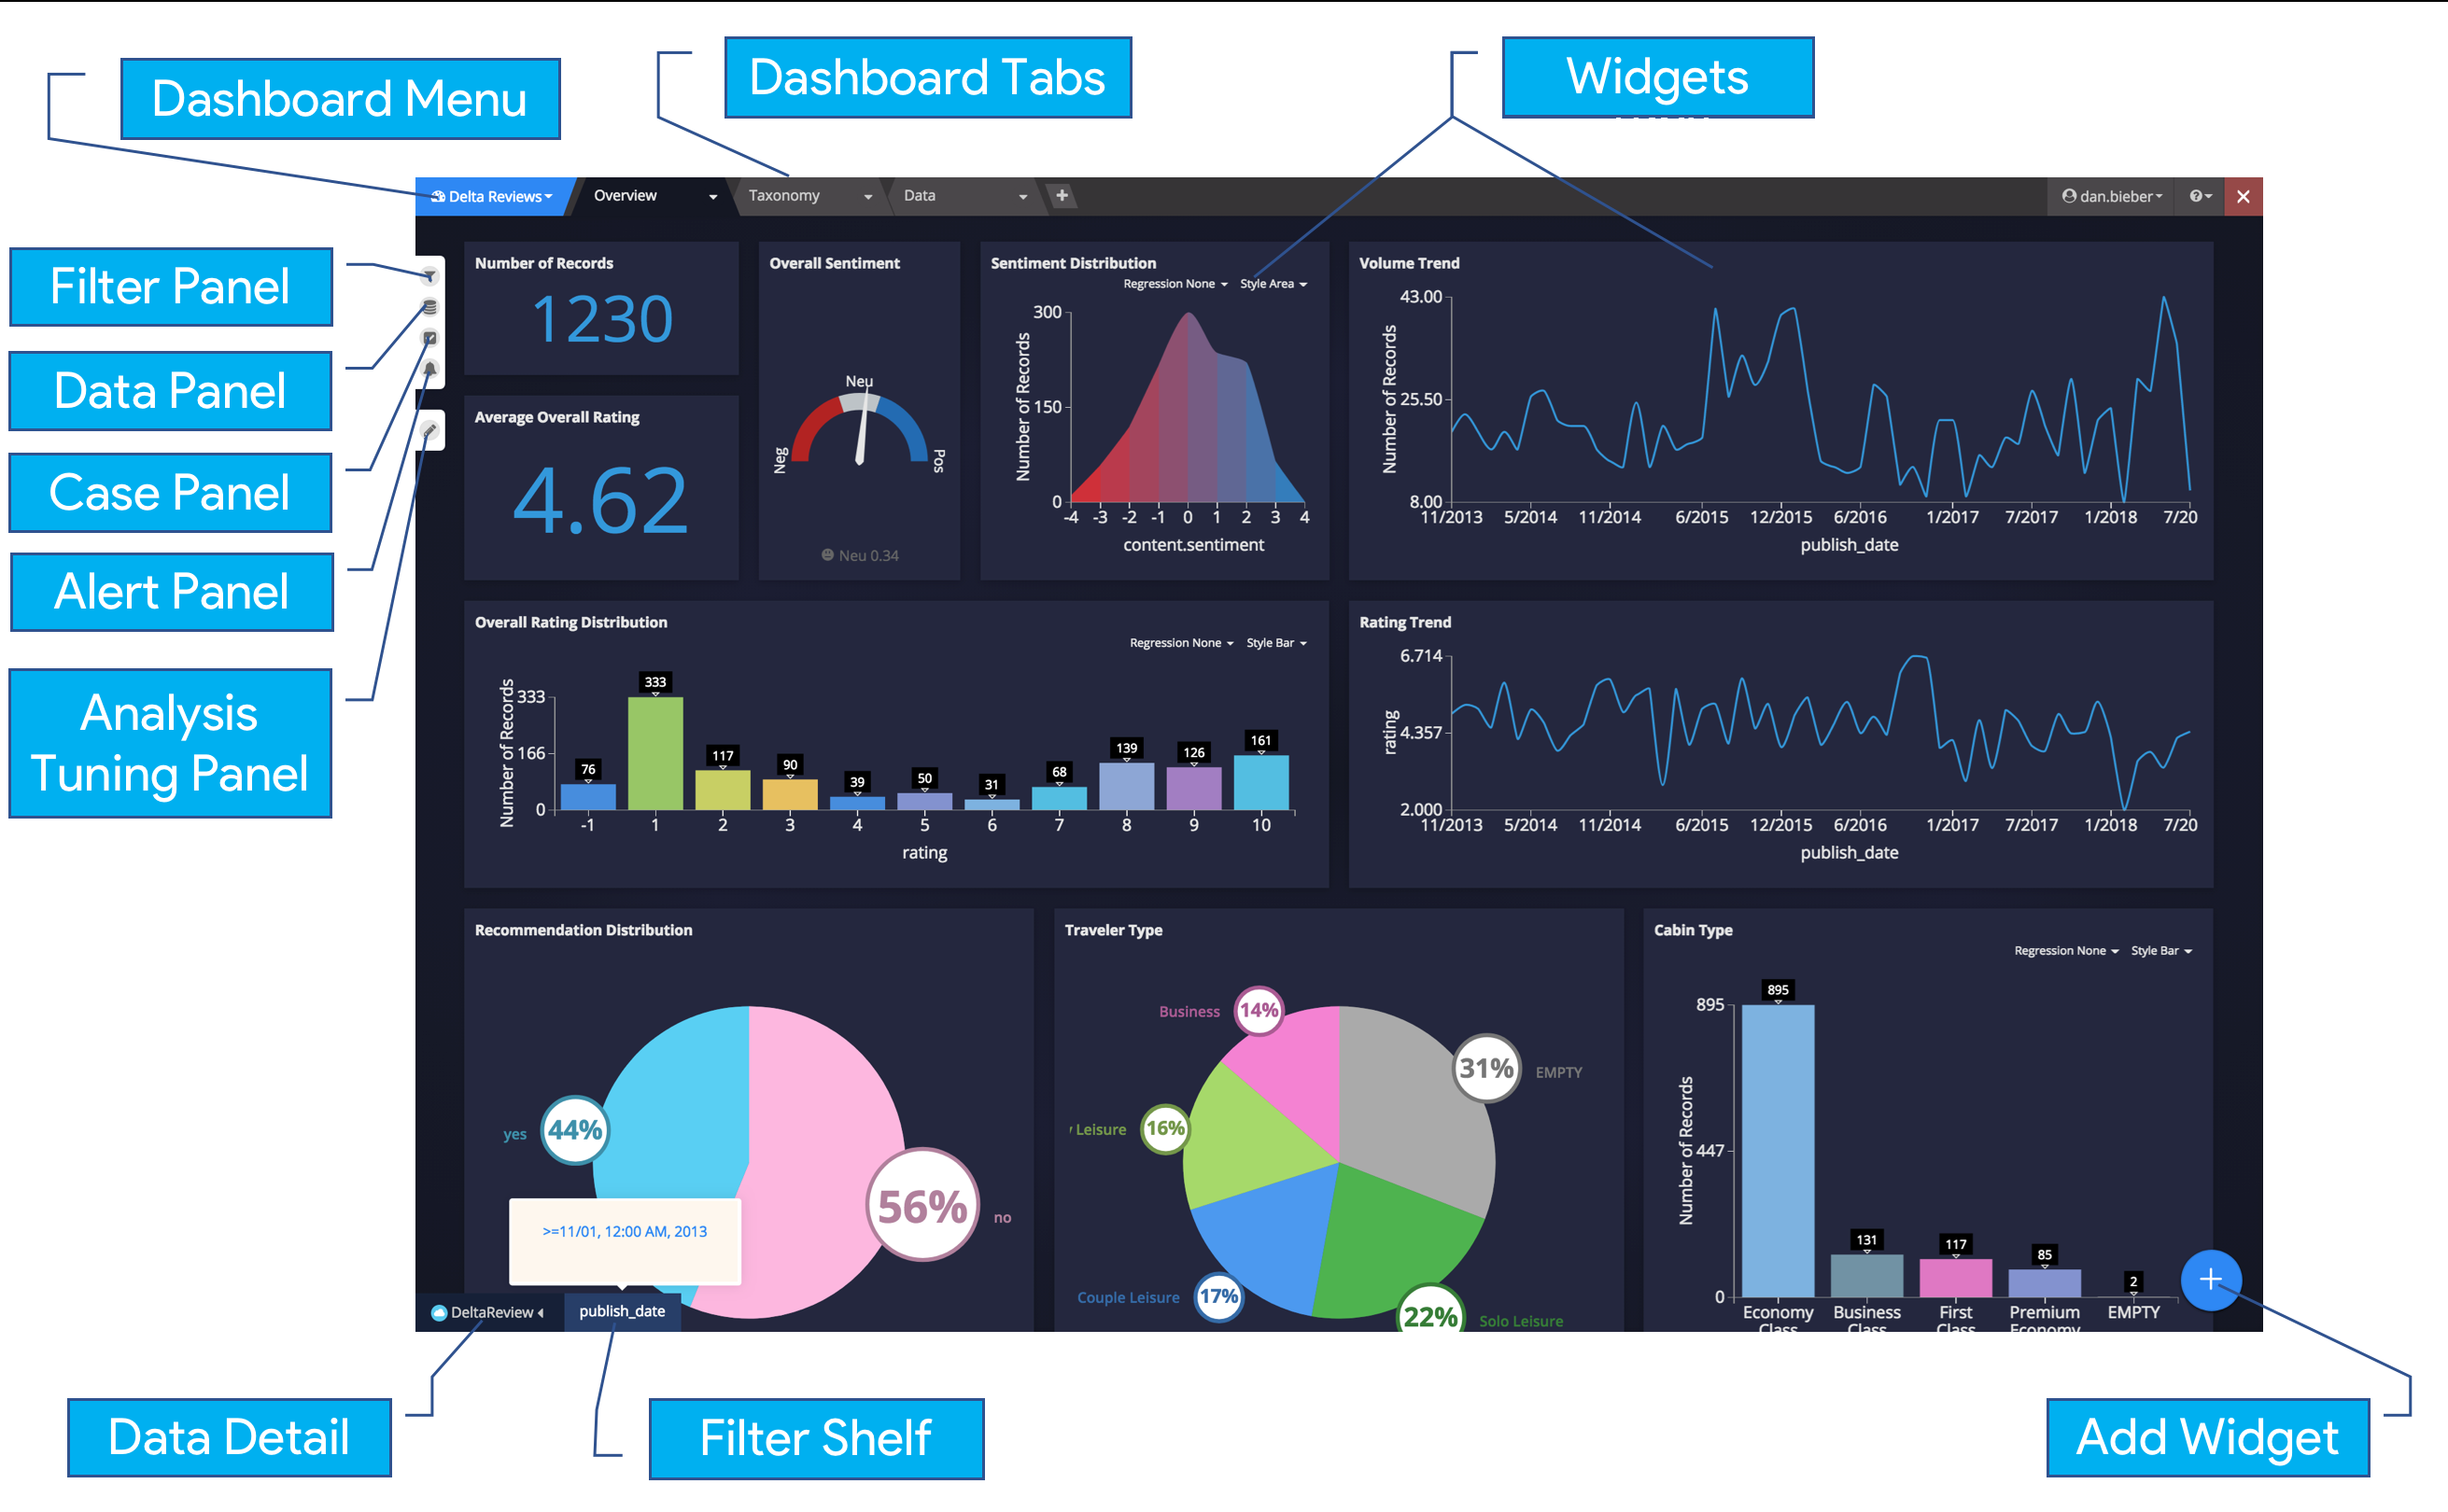 Dashboard Menu
Dashboard Tabs
Widgets
Delta Reviews
Overview
Taxonomy
Data
+
dan.bieber
Filter Panel
Data Panel
Case Panel
Alert Panel
Analysis
Tuning Panel
Number of Records
1230
Average Overall Rating
4.62
Overall Sentiment
Neu
Neg
Pos
Neu 0.34
Sentiment Distribution
Regression None
Style Area
Number of Records
300
150
0
-4 -3 -2 -1 0 1 2 3 4
content.sentiment
Volume Trend
Number of Records
43.00
25.50
8.00
11/2013 5/2014 11/2014 6/2015 12/2015 6/2016 1/2017 7/2017 1/2018 7/20
publish_date
Overall Rating Distribution
Regression None
Style Bar
Number of Records
333
166
0
76 333 117 90 39 50 31 68 139 126 161
-1 1 2 3 4 5 6 7 8 9 10
rating
Rating Trend
rating
6.714
4.357
2.000
11/2013 5/2014 11/2014 6/2015 12/2015 6/2016 1/2017 7/2017 1/2018 7/20
publish_date
Recommendation Distribution
yes
44%
56%
no
>=11/01, 12:00 AM, 2013
DeltaReview
publish_date
Traveler Type
Business
14%
31%
EMPTY
Leisure
16%
Couple Leisure
17%
22%
Solo Leisure
Cabin Type
Regression None
Style Bar
Number of Records
895
447
0
895 131 117 85 2
Economy Business First Premium EMPTY
Class Class Class Economy
+
Data Detail
Filter Shelf
Add Widget